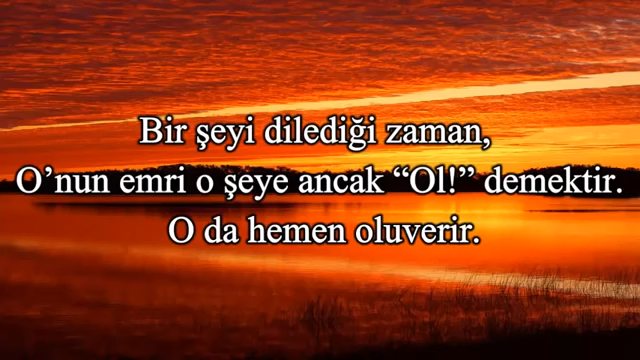 Bir şeyi dilediği zaman,
O’nun emri o şeye ancak “Ol!” demektir.
O da hemen oluverir.